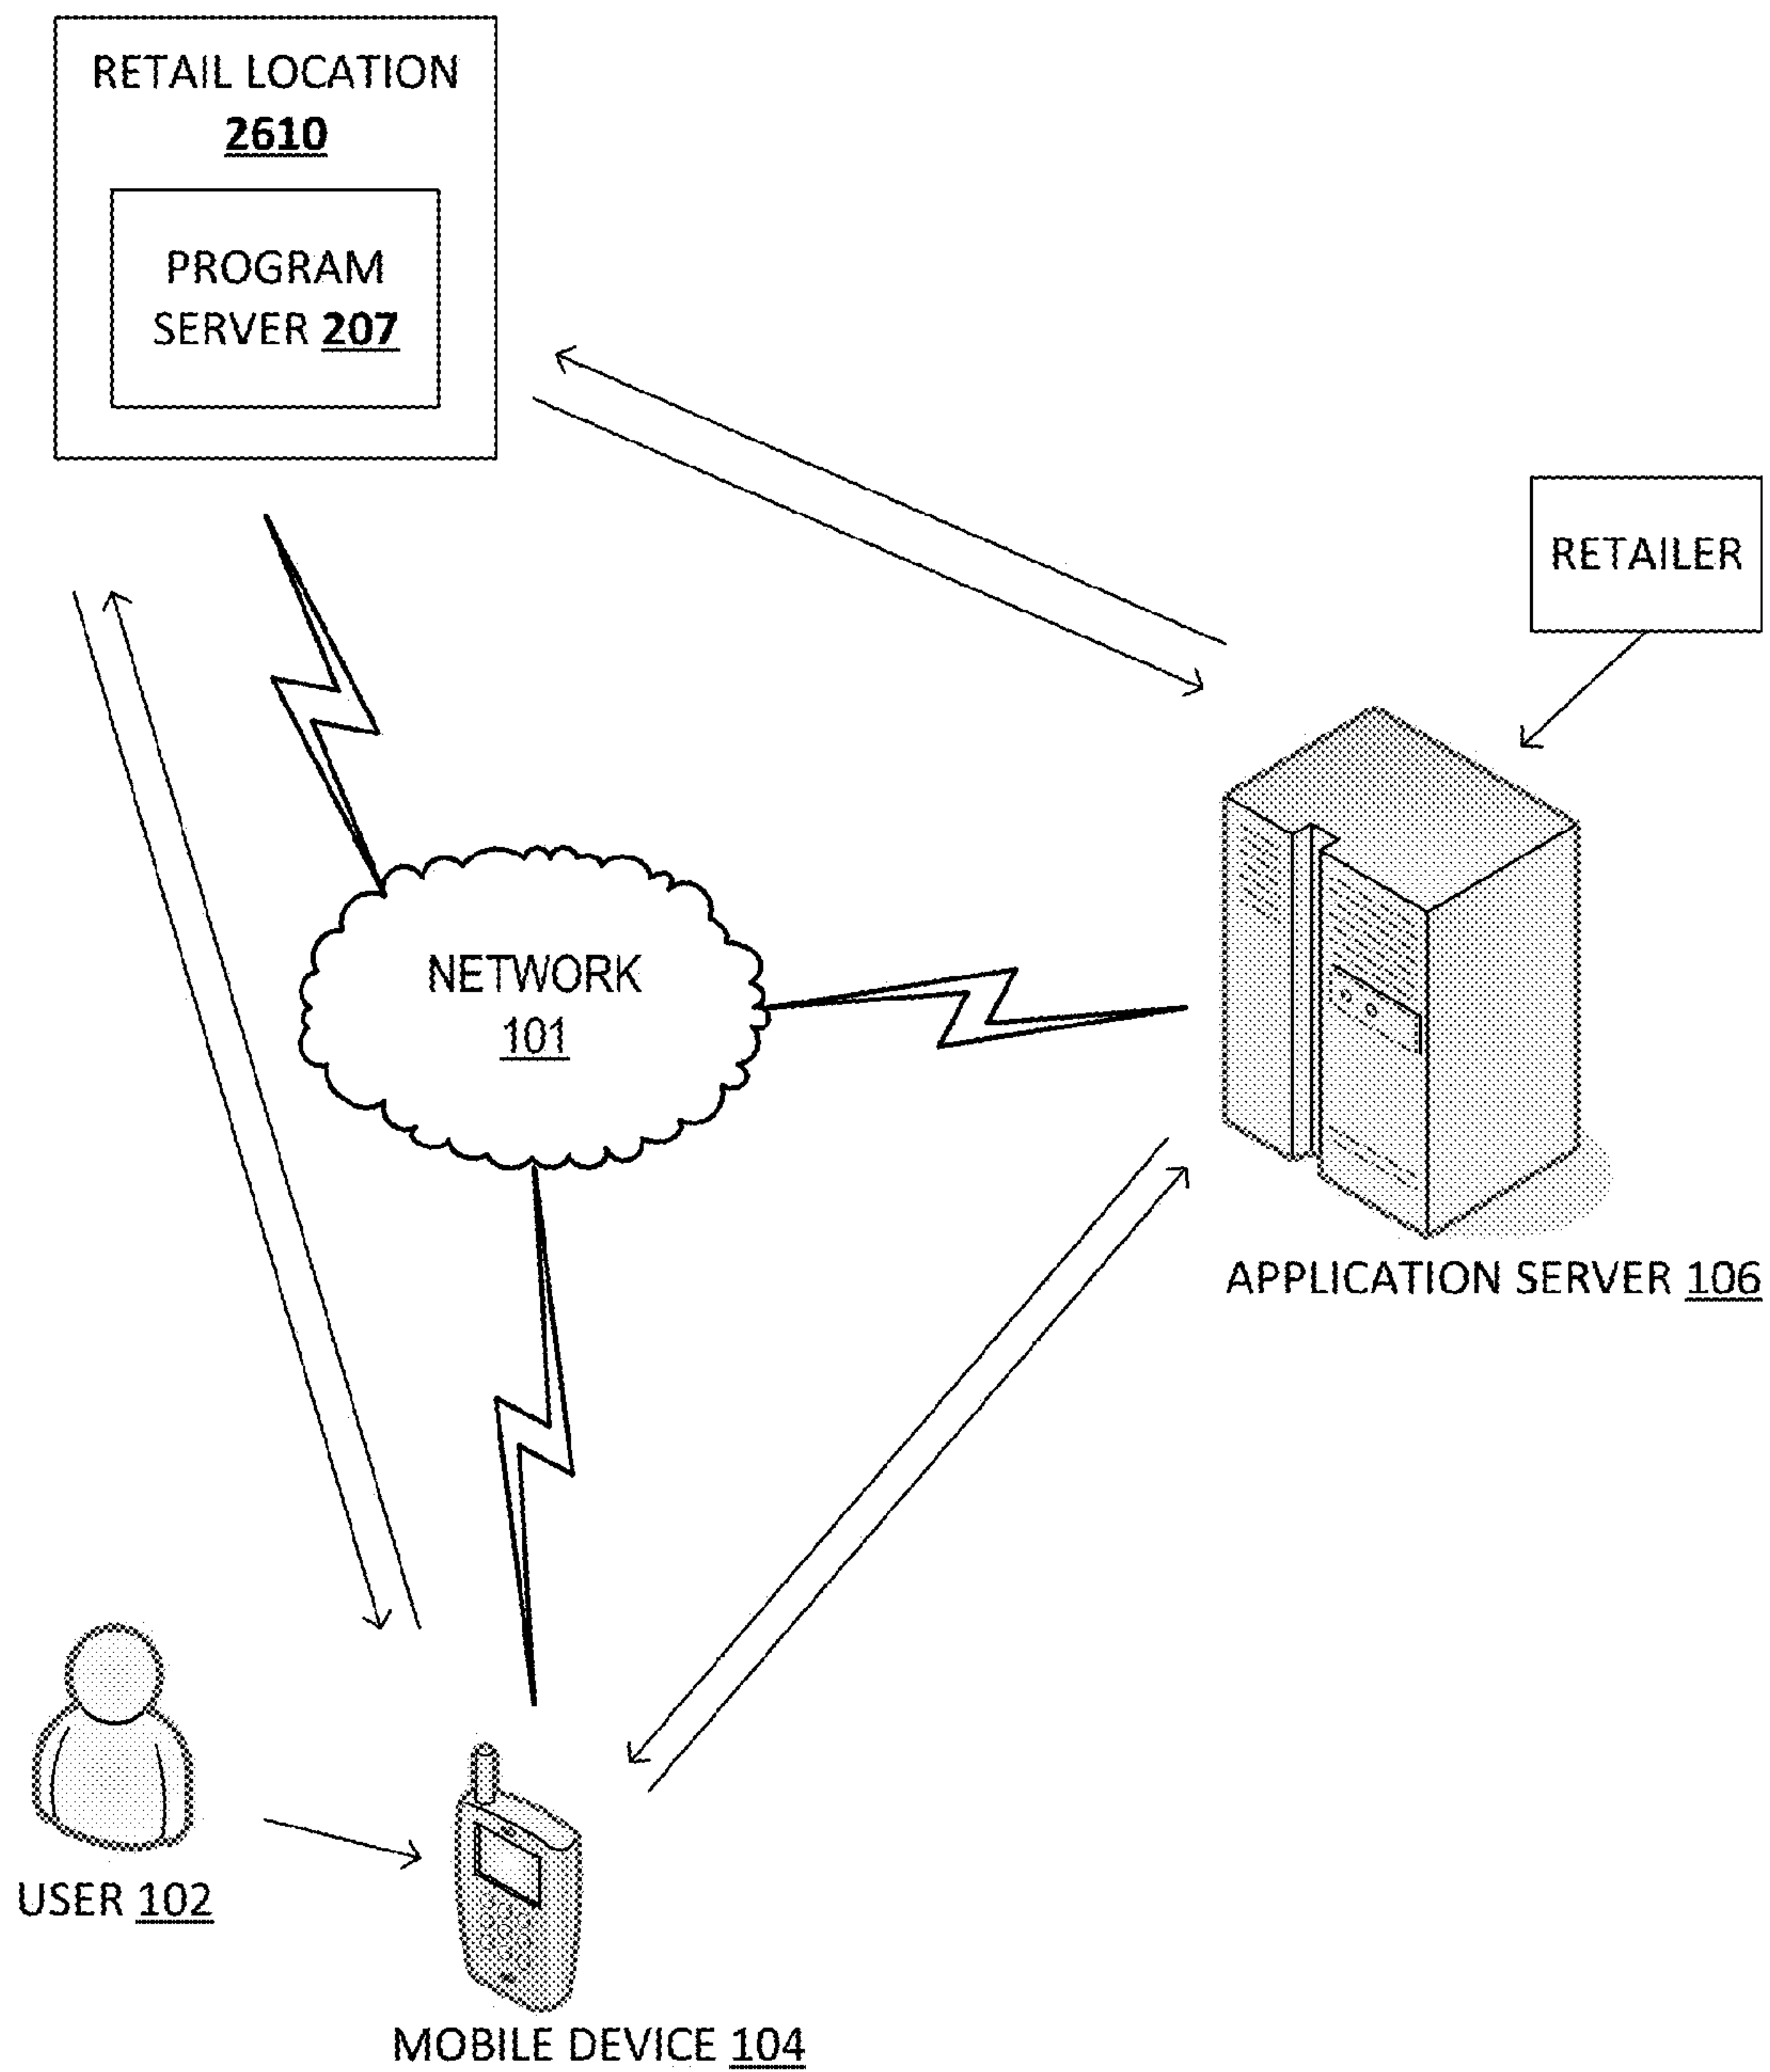 RETAIL LOCATION
2610
PROGRAM
SERVER 207
RETAILER
NETWORK
101
APPLICATION SERVER 106
USER 102
MOBILE DEVICE 104